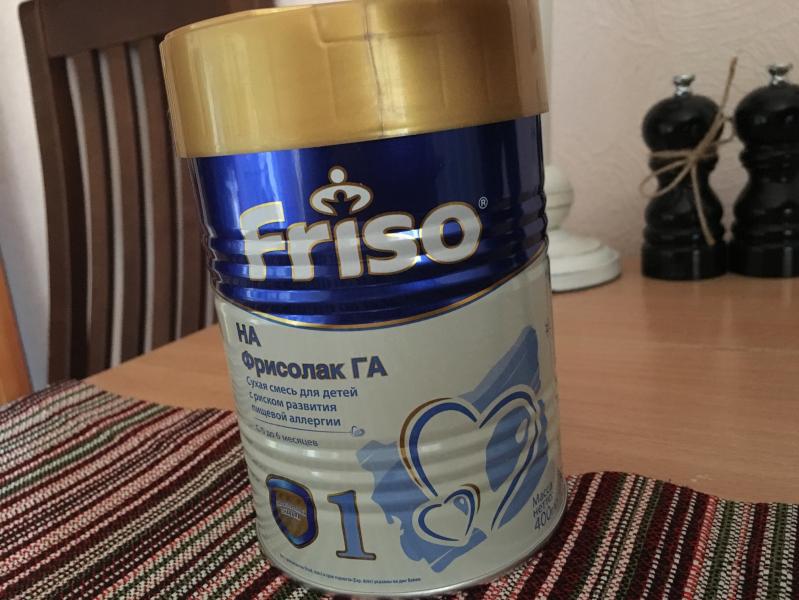 Friso®
HA
Фрисолак ГА
Сухая смесь для детей
с риском развития
пищевой аллергии
с 0 до 6 месяцев
1
Масса
нетто
400